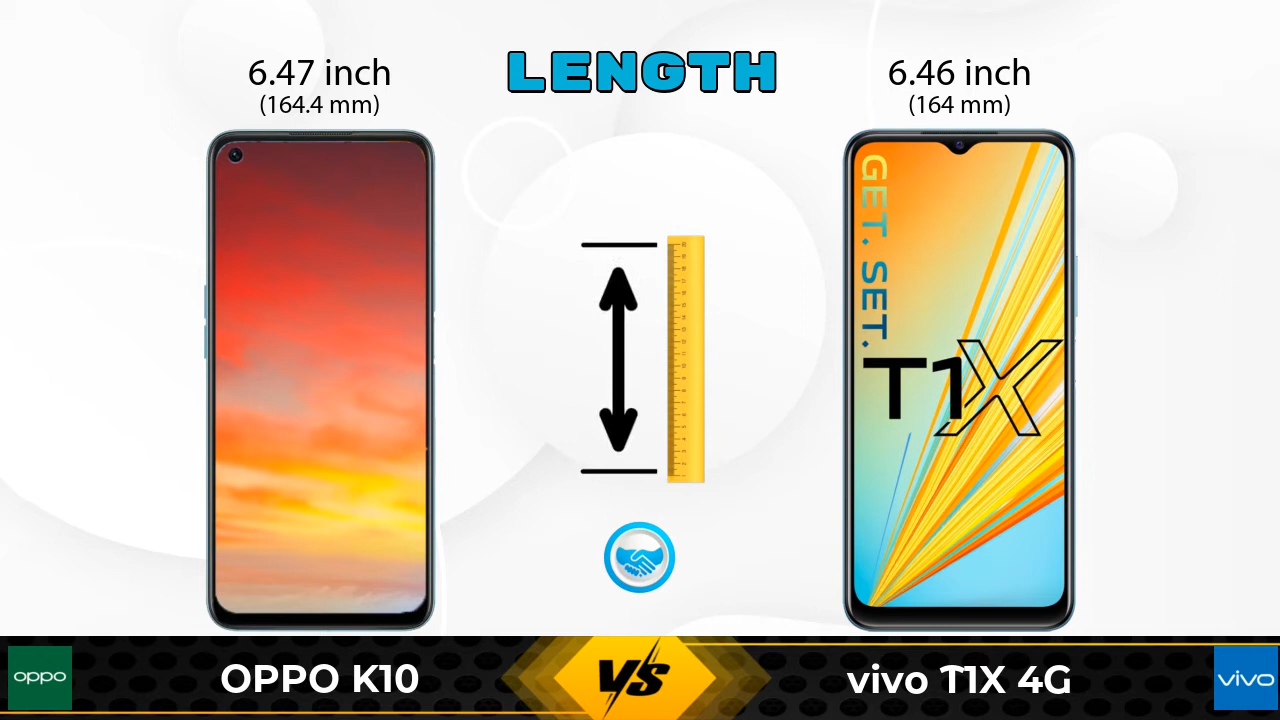 LENGTH
6.47 inch
(164.4 mm)
6.46 inch
(164 mm)
GET. SET.
T1X
oppo
OPPO K10
VS
vivo T1X 4G
vivo